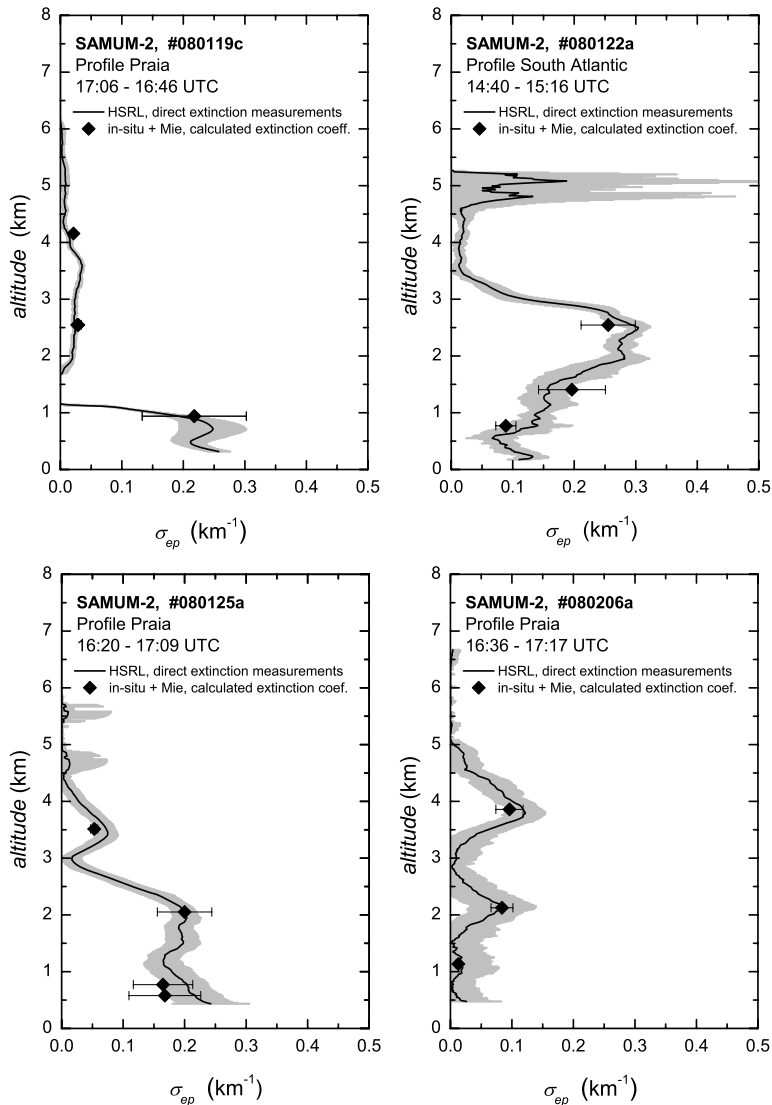 SAMUM-2, #080119c
Profile Praia
17:06 - 16:46 UTC
HSRL, direct extinction measurements
in-situ + Mie, calculated extinction coeff.
altitude (km)
8
7
6
5
4
3
2
1
0
0.0 0.1 0.2 0.3 0.4 0.5
σep (km-1)
SAMUM-2, #080122a
Profile South Atlantic
14:40 - 15:16 UTC
HSRL, direct extinction measurements
in-situ + Mie, calculated extinction coef.
altitude (km)
8
7
6
5
4
3
2
1
0
0.0 0.1 0.2 0.3 0.4 0.5
σep (km-1)
SAMUM-2, #080125a
Profile Praia
16:20 - 17:09 UTC
HSRL, direct extinction measurements
in-situ + Mie, calculated extinction coef.
altitude (km)
8
7
6
5
4
3
2
1
0
0.0 0.1 0.2 0.3 0.4 0.5
σep (km-1)
SAMUM-2, #080206a
Profile Praia
16:36 - 17:17 UTC
HSRL, direct extinction measurements
in-situ + Mie, calculated extinction coef.
altitude (km)
8
7
6
5
4
3
2
1
0
0.0 0.1 0.2 0.3 0.4 0.5
σep (km-1)